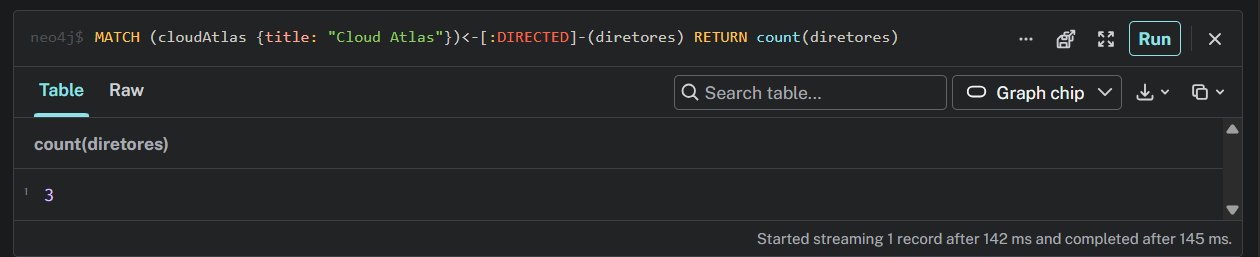 neo4j$ MATCH (cloudAtlas {title: "Cloud Atlas"})<-[:DIRECTED]-(diretores) RETURN count(diretores)
Run
Table Raw
Search table...
Graph chip
count(diretores)
1 3
Started streaming 1 record after 142 ms and completed after 145 ms.